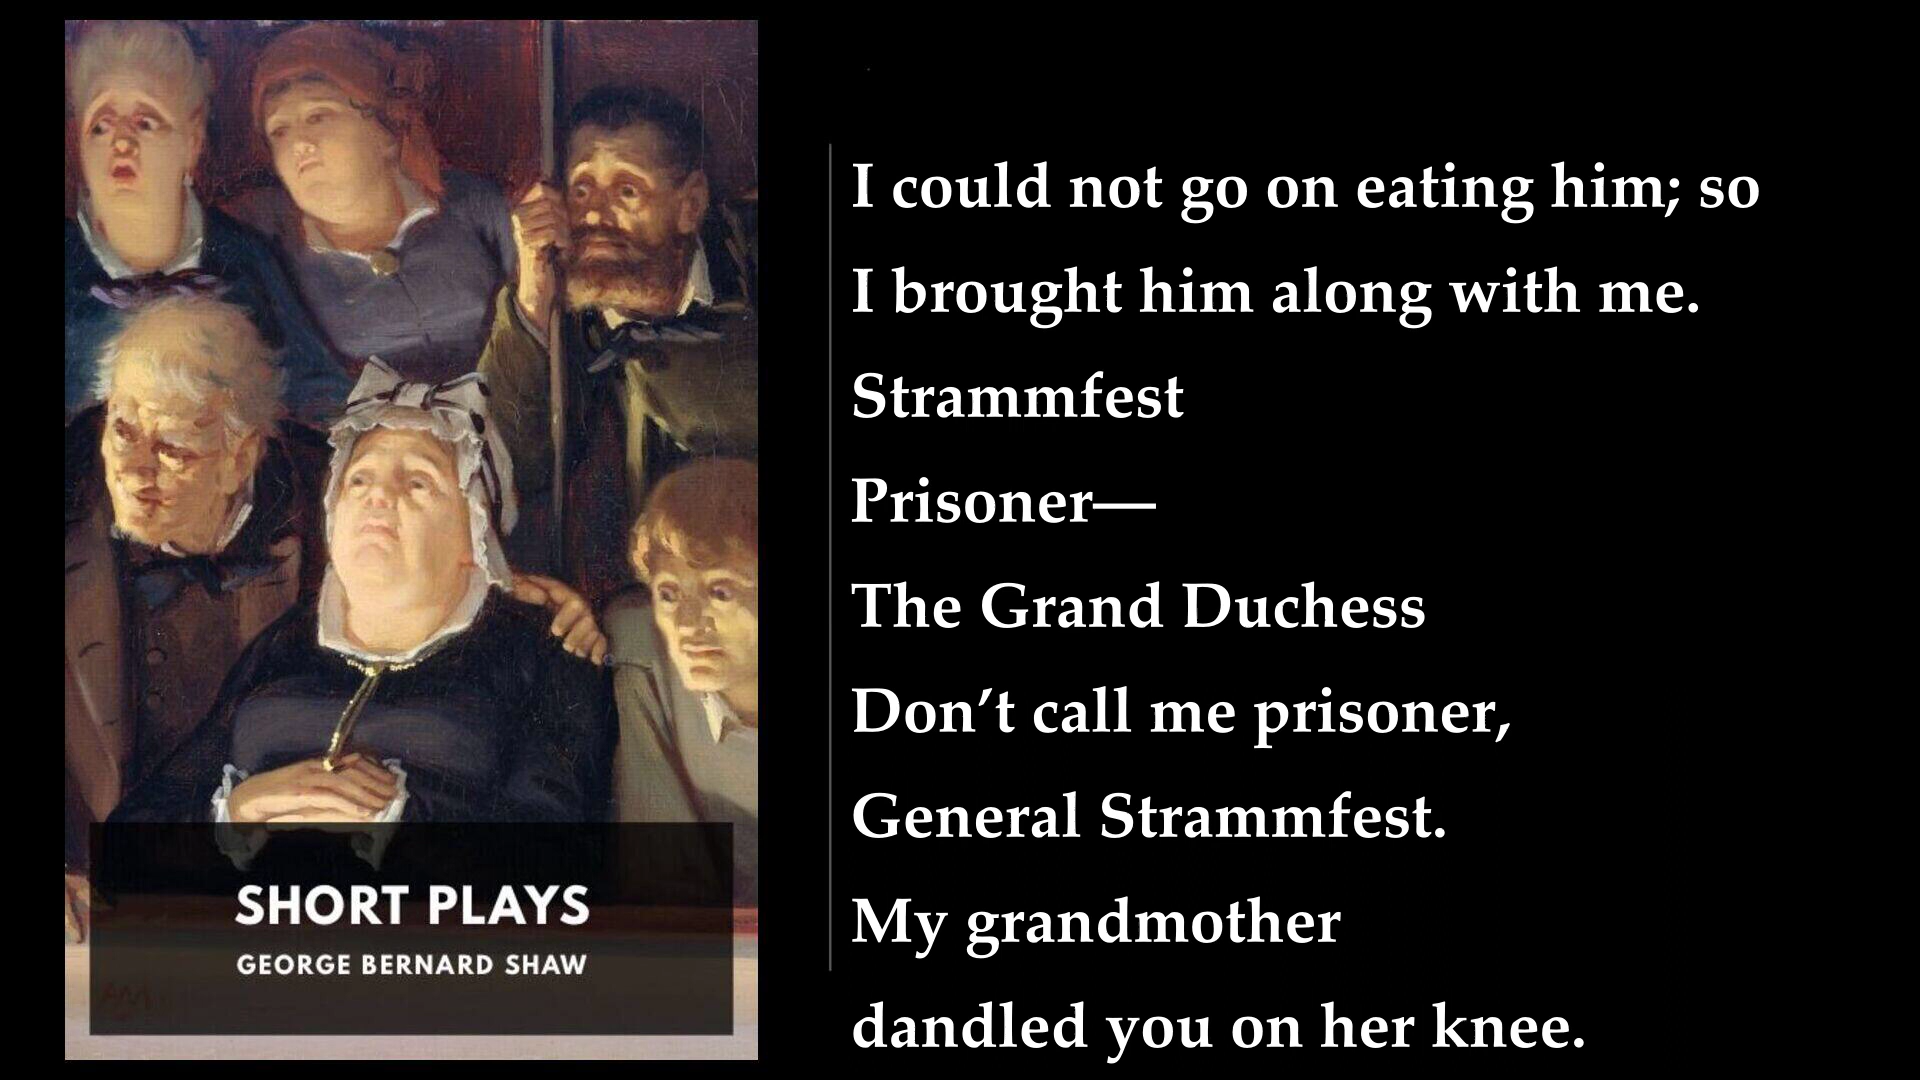 I could not go on eating him; so
I brought him along with me.
Strammfest
Prisoner—
The Grand Duchess
Don’t call me prisoner,
General Strammfest.
My grandmother
dandled you on her knee.
SHORT PLAYS
GEORGE BERNARD SHAW